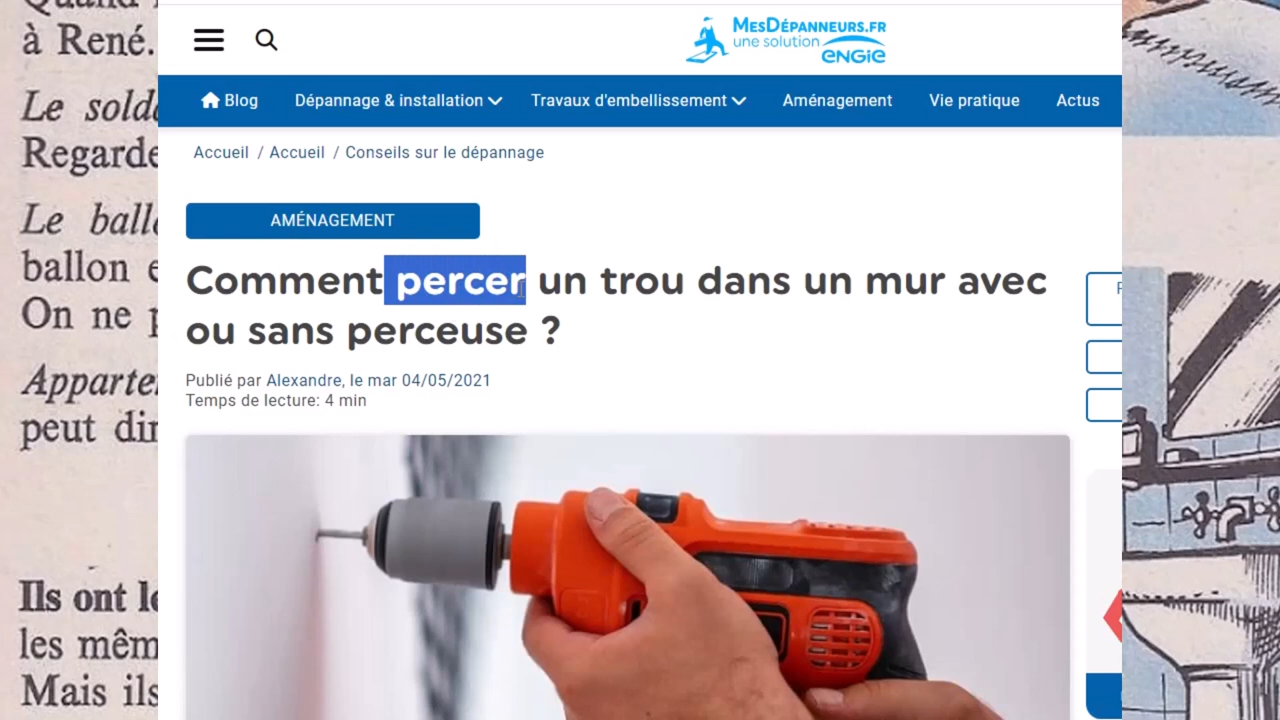 à René.
Le sold
Regarde
Le ball
ballon e
On ne p
Apparte
peut dir
Ils ont le
les mêm
Mais ils
MESDÉPANNEURS.FR
une solution
ENGIE
Blog
Dépannage & installation
Travaux d'embellissement
Aménagement
Vie pratique
Actus
Accueil / Accueil / Conseils sur le dépannage
AMÉNAGEMENT
Comment percer un trou dans un mur avec
ou sans perceuse ?
Publié par Alexandre, le mar 04/05/2021
Temps de lecture: 4 min